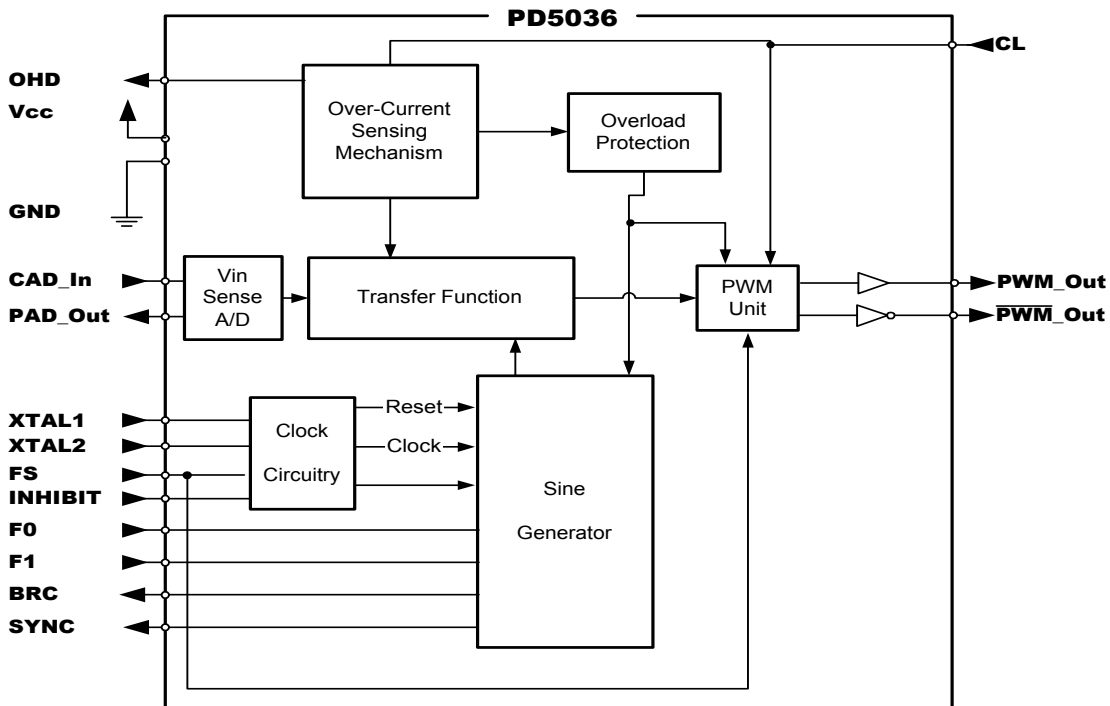 PD5036
CL
OHD
Vcc
GND
CAD_In
PAD_Out
XTAL1
XTAL2
FS
INHIBIT
F0
F1
BRC
SYNC
Over-Current
Sensing
Mechanism
Overload
Protection
Vin
Sense
A/D
Transfer Function
PWM
Unit
PWM_Out
PWM_Out
Clock
Circuitry
Reset
Clock
Sine
Generator